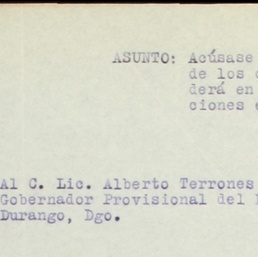 ASUNTO: Acúsase
de los
derá en
ciones
Al C. Lic. Alberto Terrones
Gobernador Provisional del
Durango, Dgo.